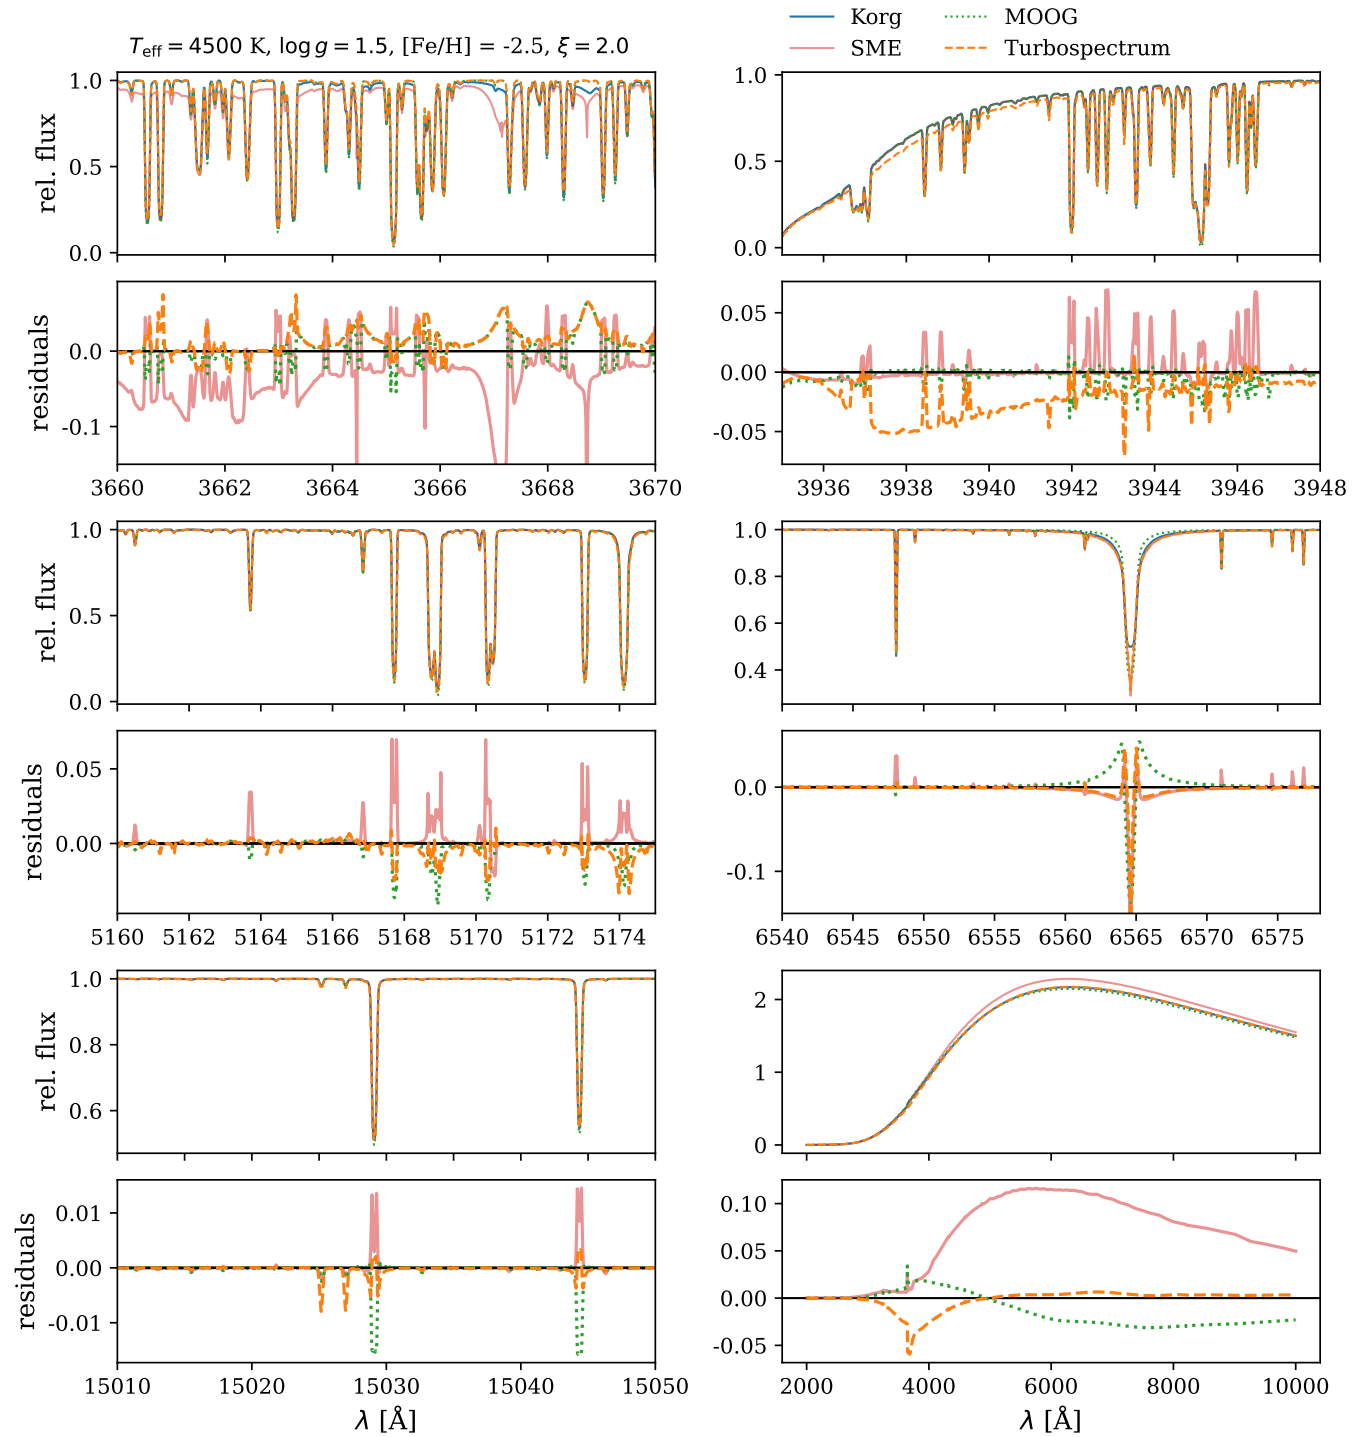 Korg
SME
MOOG
Turbospectrum
T_eff = 4500 K, log g = 1.5, [Fe/H] = -2.5, ξ = 2.0
rel. flux
1.0
0.5
0.0
1.0
0.5
0.0
residuals
0.0
-0.1
3660 3662 3664 3666 3668 3670
0.05
0.00
-0.05
3936 3938 3940 3942 3944 3946 3948
rel. flux
1.0
0.5
0.0
1.0
0.8
0.6
0.4
residuals
0.05
0.00
5160 5162 5164 5166 5168 5170 5172 5174
0.0
-0.1
6540 6545 6550 6555 6560 6565 6570 6575
rel. flux
1.0
0.8
0.6
2
1
0
residuals
0.01
0.00
-0.01
15010 15020 15030 15040 15050
λ [Å]
0.10
0.05
0.00
-0.05
2000 4000 6000 8000 10000
λ [Å]